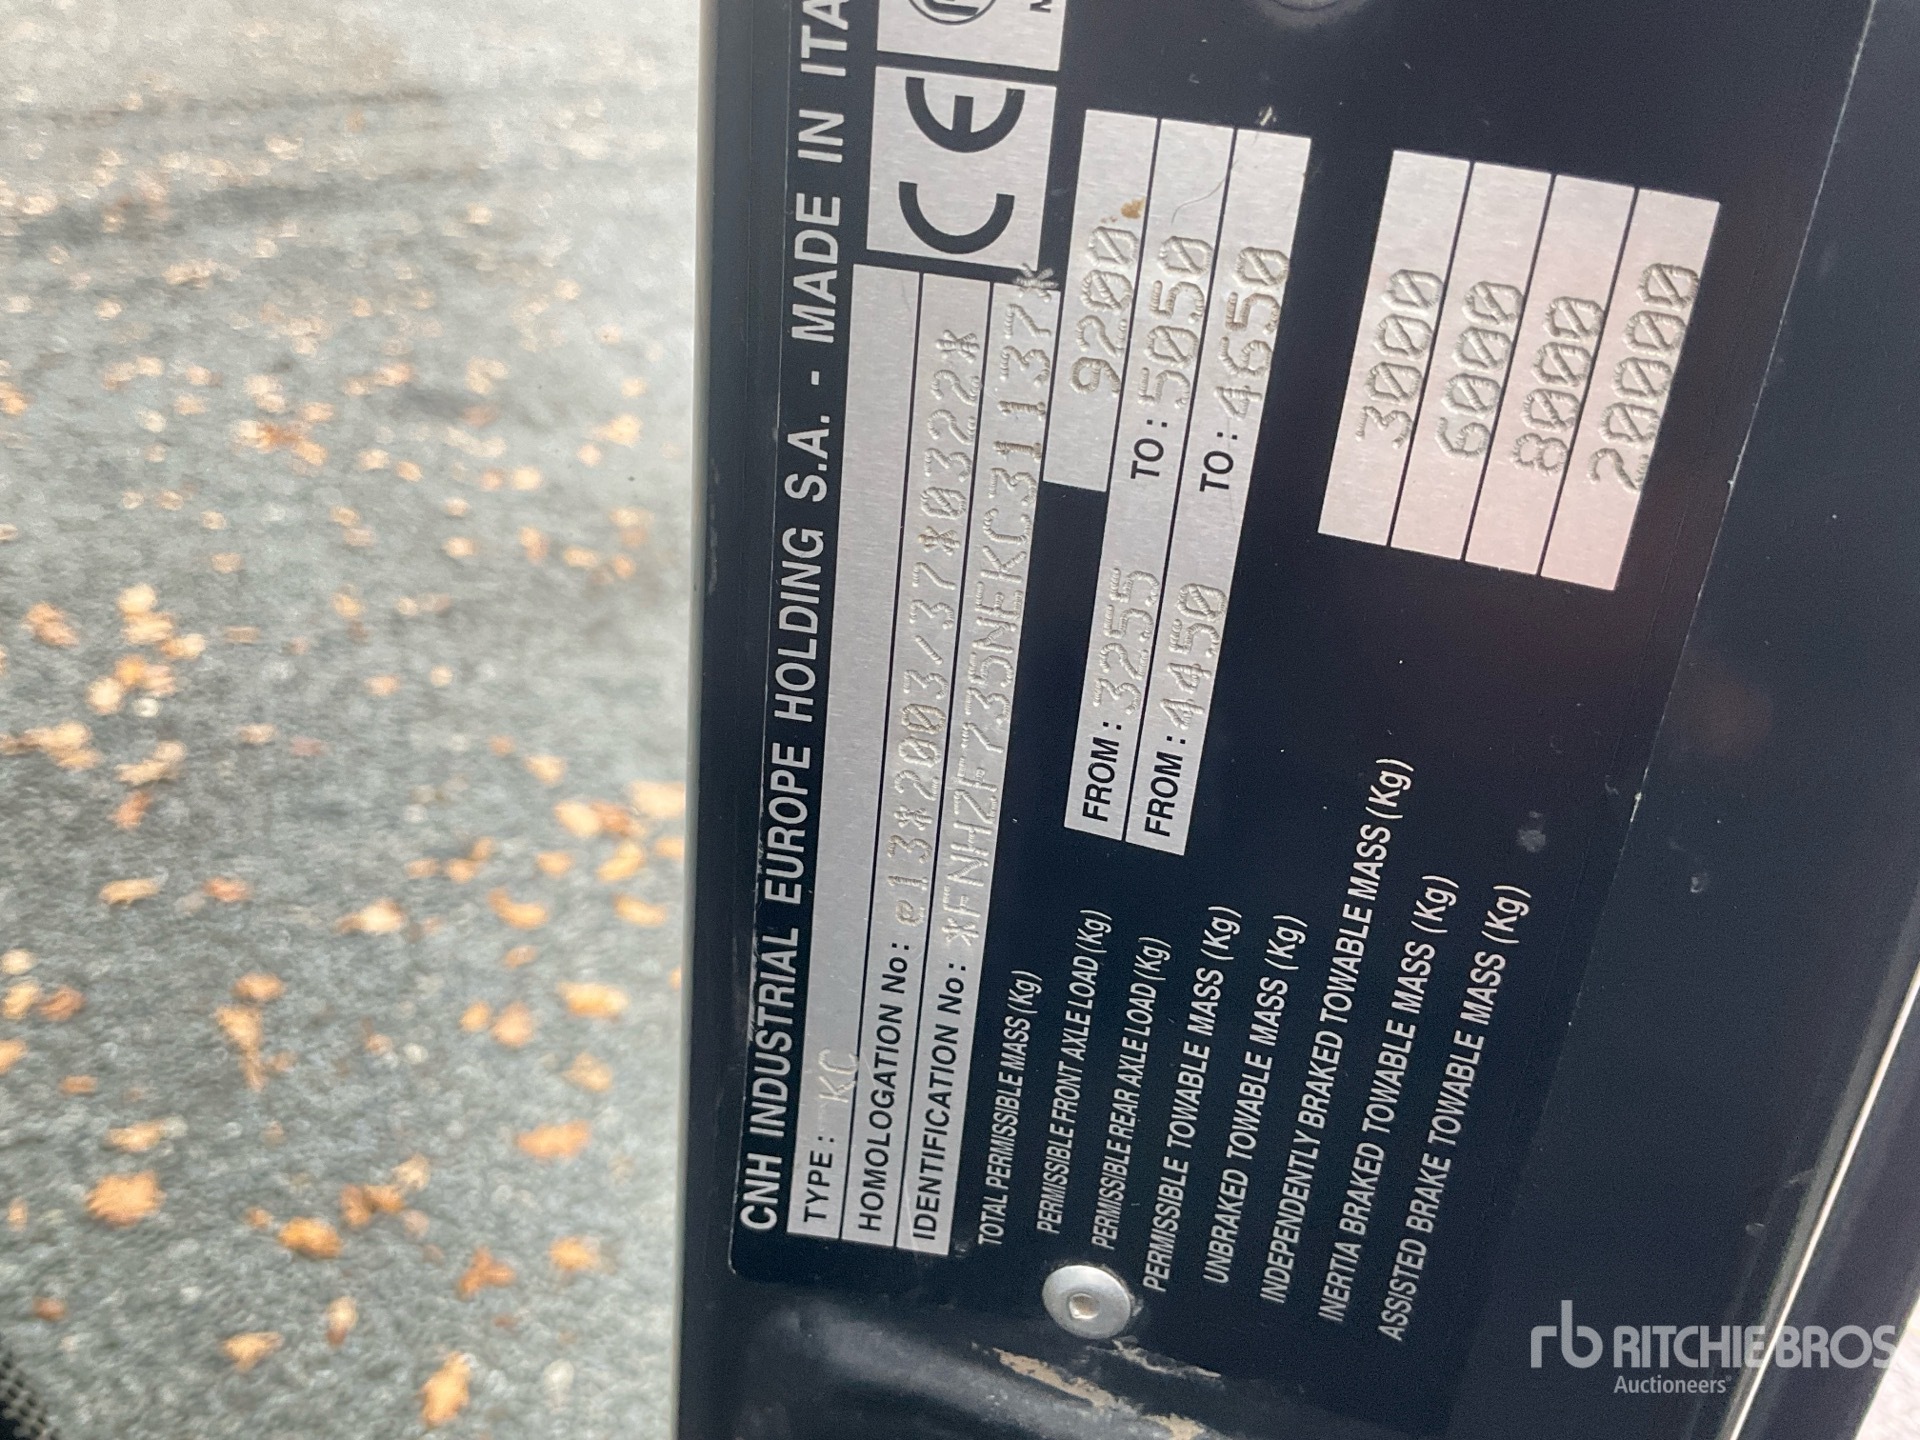 CNH INDUSTRIAL EUROPE HOLDING S.A. - MADE IN ITA
TYPE: KC
HOMOLOGATION No: e13*2003/37*0322*
IDENTIFICATION No: *FNHZF735NFKC31137*
CE
TOTAL PERMISSIBLE MASS (Kg) 9200
PERMISSIBLE FRONT AXLE LOAD (Kg) FROM: 3255 TO: 5050
PERMISSIBLE REAR AXLE LOAD (Kg) FROM: 4450 TO: 4650
PERMISSIBLE TOWABLE MASS (Kg)
UNBRAKED TOWABLE MASS (Kg) 3000
INDEPENDENTLY BRAKED TOWABLE MASS (Kg) 6000
INERTIA BRAKED TOWABLE MASS (Kg) 8000
ASSISTED BRAKE TOWABLE MASS (Kg) 20000
rb RITCHIE BROS
Auctioneers